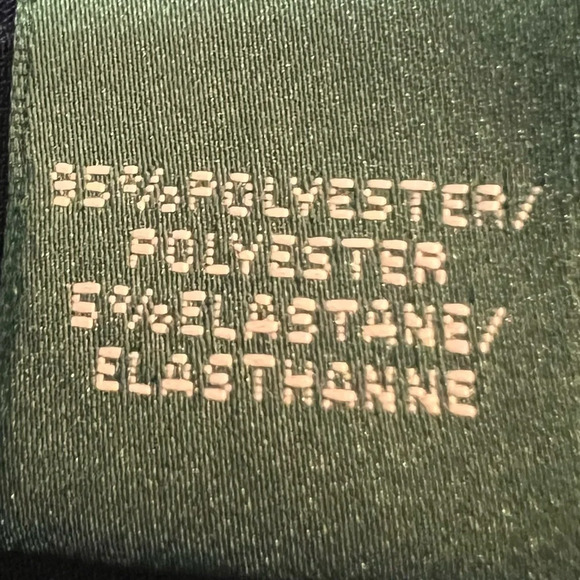 95% POLYESTER/
POLYESTER
5% ELASTANE/
ELASTHANNE